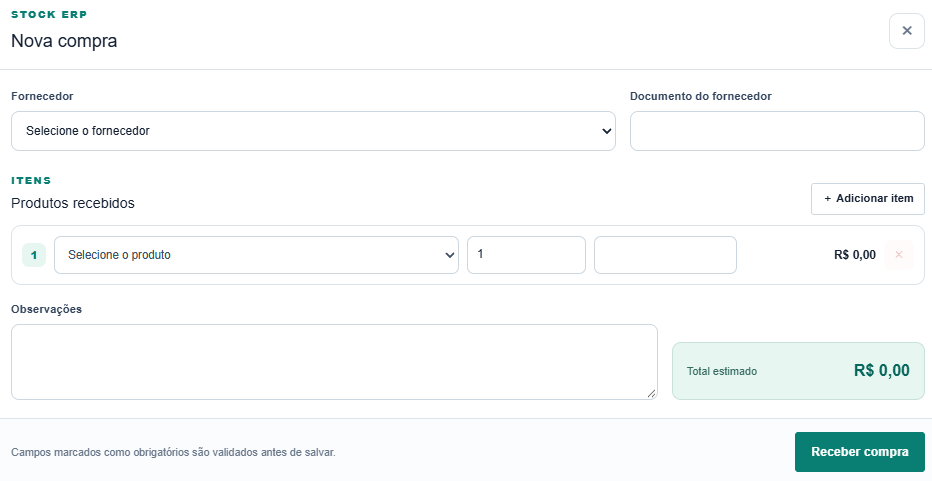 STOCK ERP
Nova compra
✕
Fornecedor
Documento do fornecedor
Selecione o fornecedor
ITENS
Produtos recebidos
+ Adicionar item
1
Selecione o produto
1
R$ 0,00
×
Observações
Total estimado
R$ 0,00
Campos marcados como obrigatórios são validados antes de salvar.
Receber compra